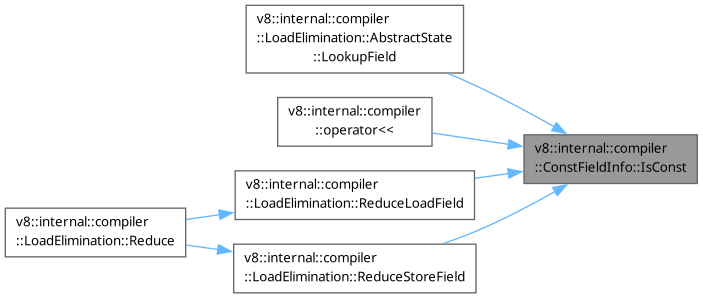 v8::internal::compiler
::LoadElimination::AbstractState
::LookupField
v8::internal::compiler
::operator<<
v8::internal::compiler
::ConstFieldInfo::IsConst
v8::internal::compiler
::LoadElimination::ReduceLoadField
v8::internal::compiler
::LoadElimination::Reduce
v8::internal::compiler
::LoadElimination::ReduceStoreField